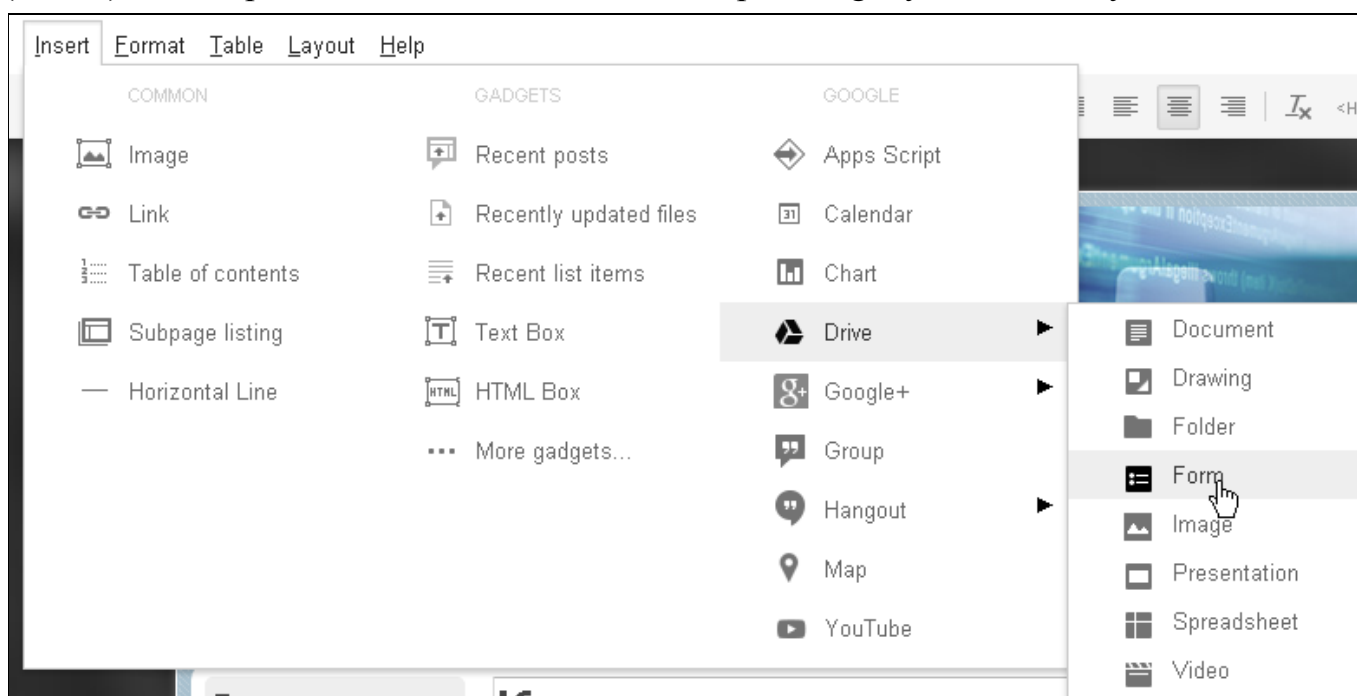 Insert Format Table Layout Help
COMMON
Image
Link
Table of contents
Subpage listing
Horizontal Line
GADGETS
Recent posts
Recently updated files
Recent list items
Text Box
HTML Box
More gadgets...
GOOGLE
Apps Script
Calendar
Chart
Drive
Google+
Group
Hangout
Map
YouTube
Document
Drawing
Folder
Form
Image
Presentation
Spreadsheet
Video